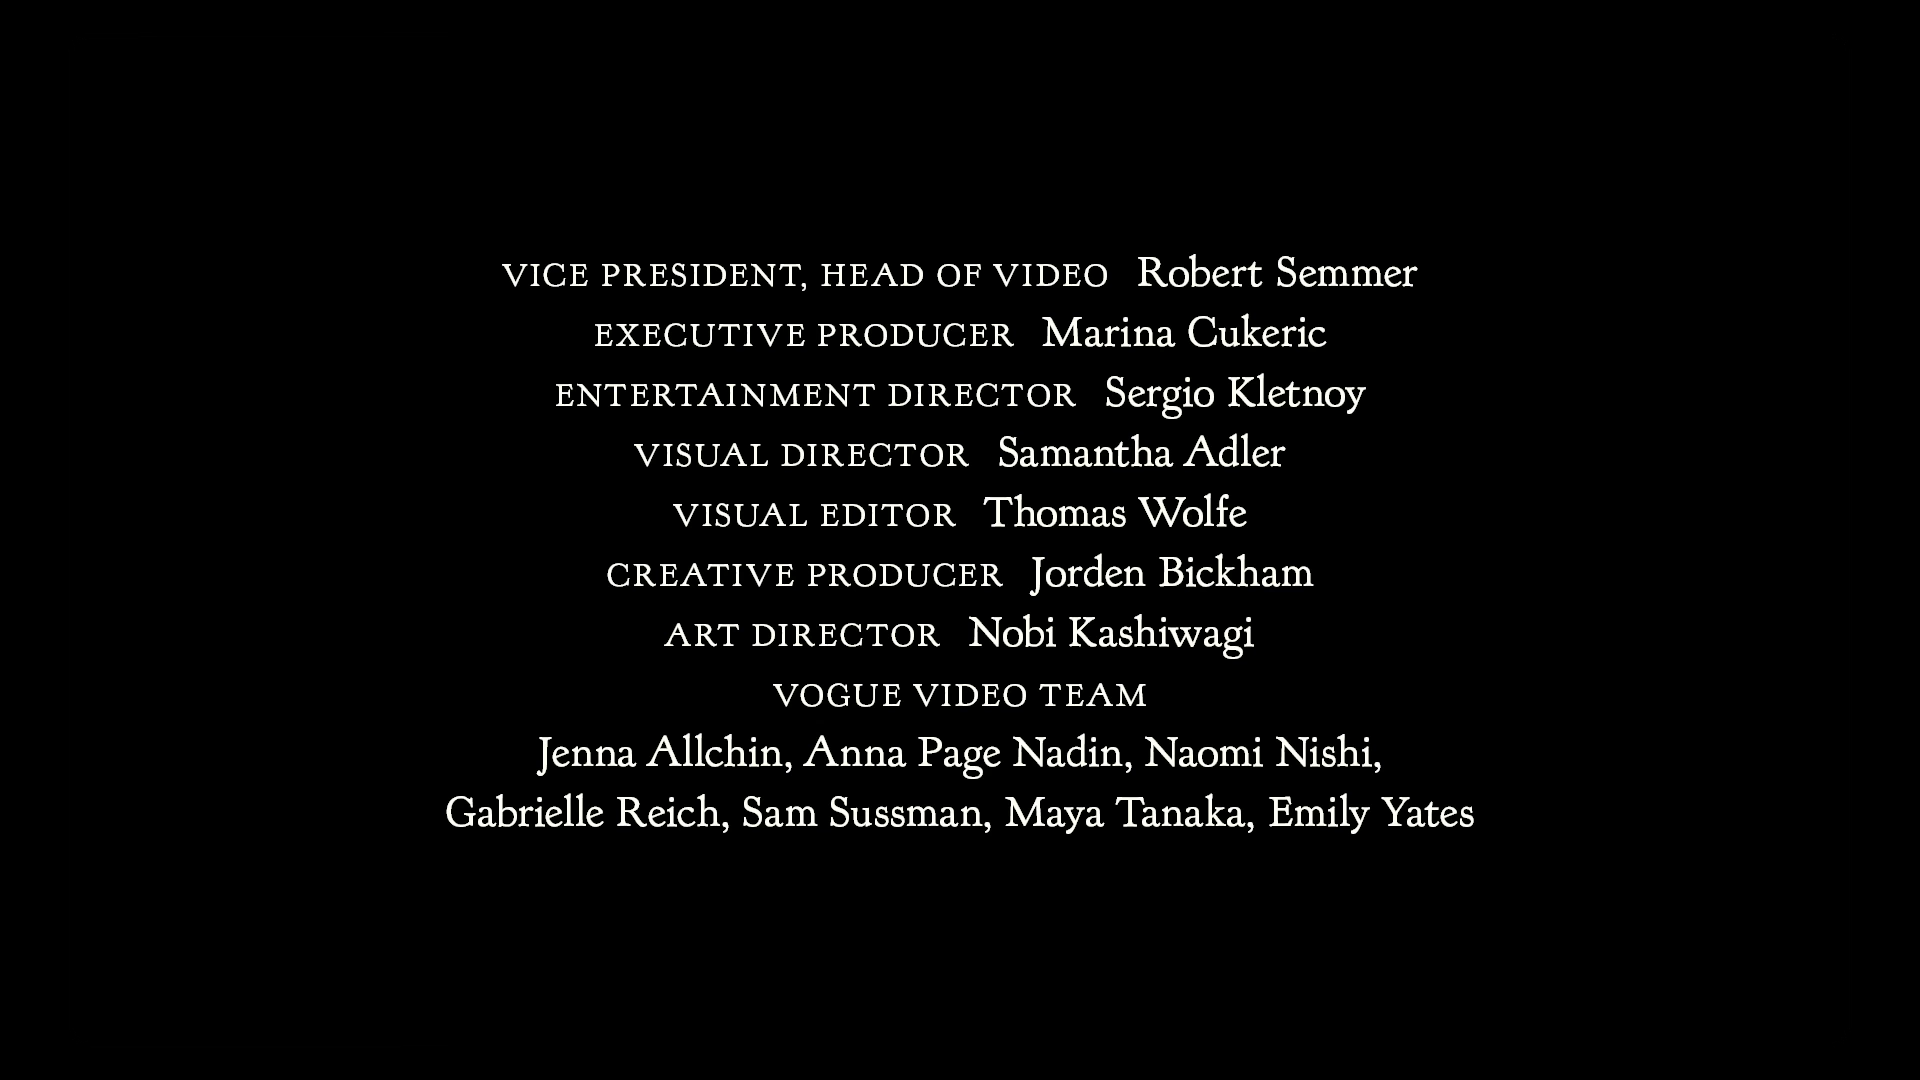 VICE PRESIDENT, HEAD OF VIDEO Robert Semmer
EXECUTIVE PRODUCER Marina Cukeric
ENTERTAINMENT DIRECTOR Sergio Kletnoy
VISUAL DIRECTOR Samantha Adler
VISUAL EDITOR Thomas Wolfe
CREATIVE PRODUCER Jorden Bickham
ART DIRECTOR Nobi Kashiwagi
VOGUE VIDEO TEAM
Jenna Allchin, Anna Page Nadin, Naomi Nishi,
Gabrielle Reich, Sam Sussman, Maya Tanaka, Emily Yates